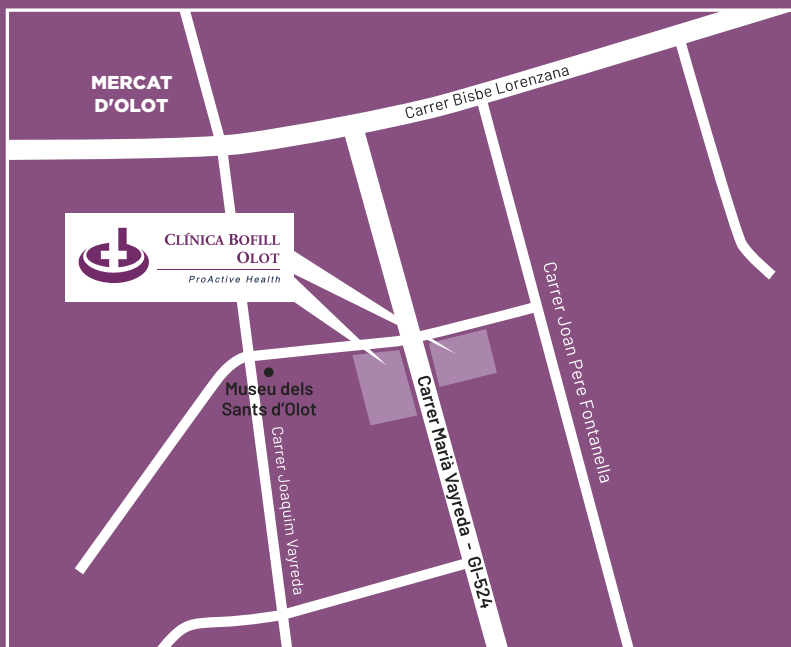 MERCAT
D'OLOT
Carrer Bisbe Lorenzana
CLÍNICA BOFILL
OLOT
ProActive Health
Carrer Joan Pere Fontanella
Museu dels
Sants d'Olot
Carrer Marià Vayreda - GI-524
Carrer Joaquim Vayreda